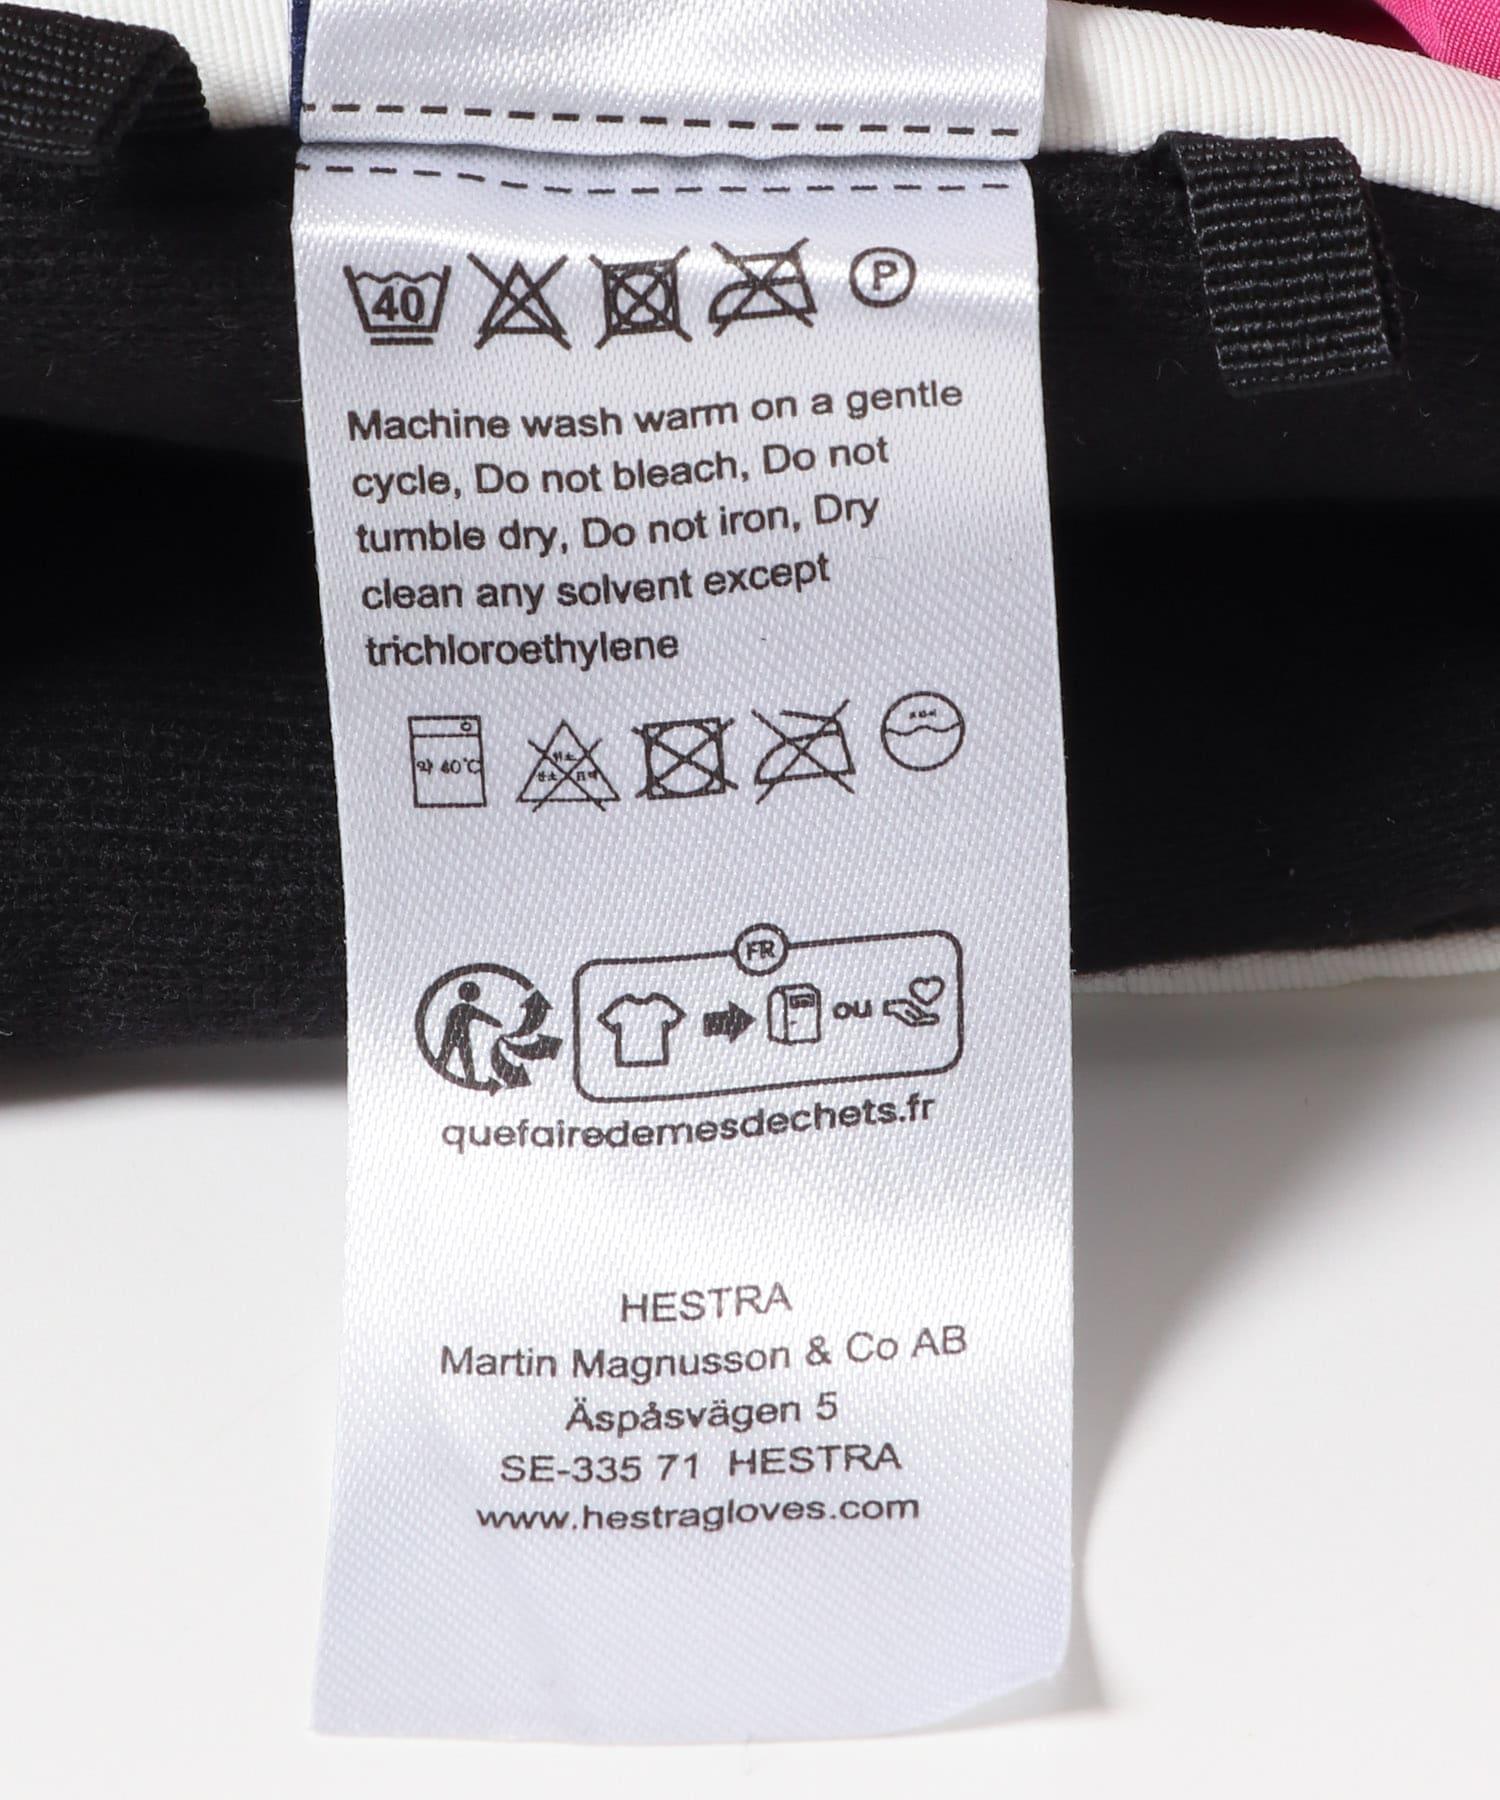 40
P
Machine wash warm on a gentle
cycle, Do not bleach, Do not
tumble dry, Do not iron, Dry
clean any solvent except
trichloroethylene
약 40℃
FR
ou
quefairedemesdechets.fr
HESTRA
Martin Magnusson & Co AB
Äspåsvägen 5
SE-335 71 HESTRA
www.hestragloves.com